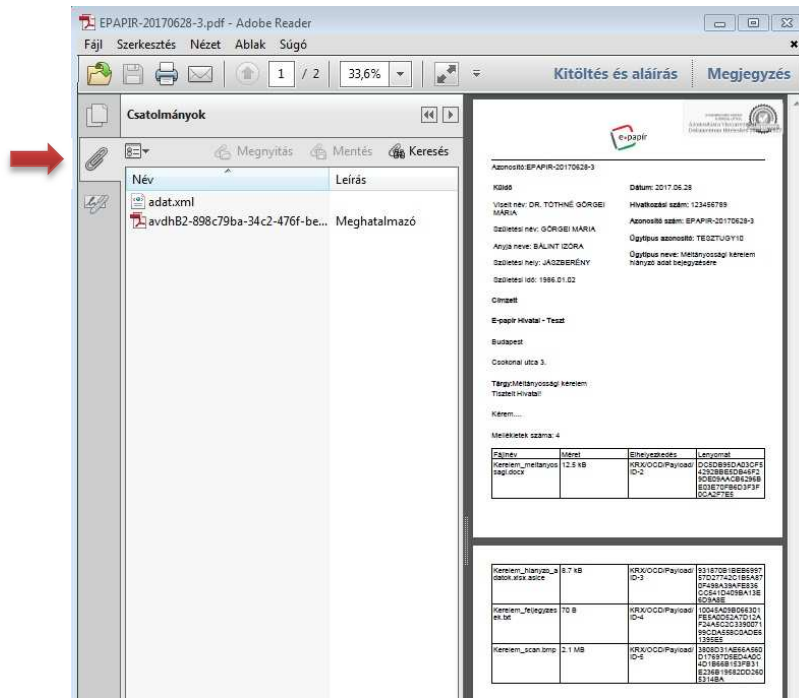 EPAPIR-20170628-3.pdf - Adobe Reader
Fájl Szerkesztés Nézet Ablak Súgó
1 / 2 33,6% Kitöltés és aláírás Megjegyzés
Csatolmányok
Megnyitás Mentés Keresés
Név Leírás
adat.xml
avdhB2-898c79ba-34c2-476f-be... Meghatalmazó
e-papír
Azonosító:EPAPIR-20170628-3
Küldő
Viselt név: DR. TÓTHNÉ GÖRGEI
MÁRIA
Születési név: GÖRGEI MÁRIA
Anyja neve: BÁLINT IZÓRA
Születési hely: JÁSZBERÉNY
Születési idő: 1986.01.02
Dátum: 2017.06.28
Hivatkozási szám: 123456789
Azonosító szám: EPAPIR-20170628-3
Ügytípus azonosító: TESZTUGY10
Ügytípus neve: Méltányossági kérelem
hiányzó adat bejegyzésére
Címzett
E-papír Hivatal - Teszt
Budapest
Csokonai utca 3.
Tárgy:Méltányossági kérelem
Tisztelt Hivatal!
Kérem....
Mellékletek száma: 4
Fájlnév Méret Elhelyezkedés Lenyomat
Kerelem_meltanyos
sagi.docx
12.5 kB
KRX/OCD/Payload/
ID-2
Kerelem_hianyzo_a
datok.xlsx.asice
8.7 kB
KRX/OCD/Payload/
ID-3
Kerelem_feljegyzes
ek.txt
70 B
KRX/OCD/Payload/
ID-4
Kerelem_scan.bmp
2.1 MB
KRX/OCD/Payload/
ID-5